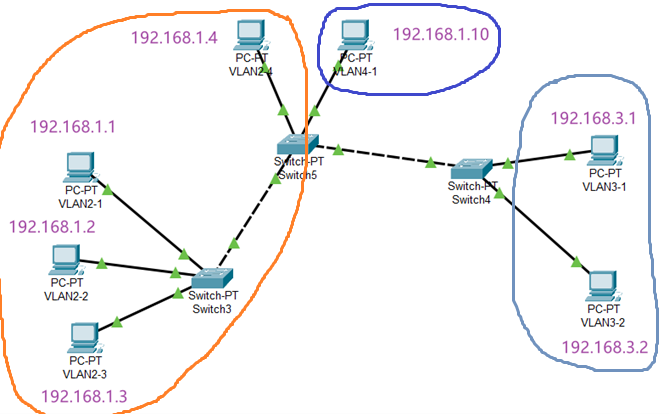 192.168.1.4
PC-PT
VLAN2-4
192.168.1.10
PC-PT
VLAN4-1
192.168.3.1
PC-PT
VLAN3-1
192.168.1.1
PC-PT
VLAN2-1
Switch-PT
Switch5
Switch-PT
Switch4
192.168.1.2
PC-PT
VLAN2-2
Switch-PT
Switch3
PC-PT
VLAN3-2
192.168.3.2
PC-PT
VLAN2-3
192.168.1.3